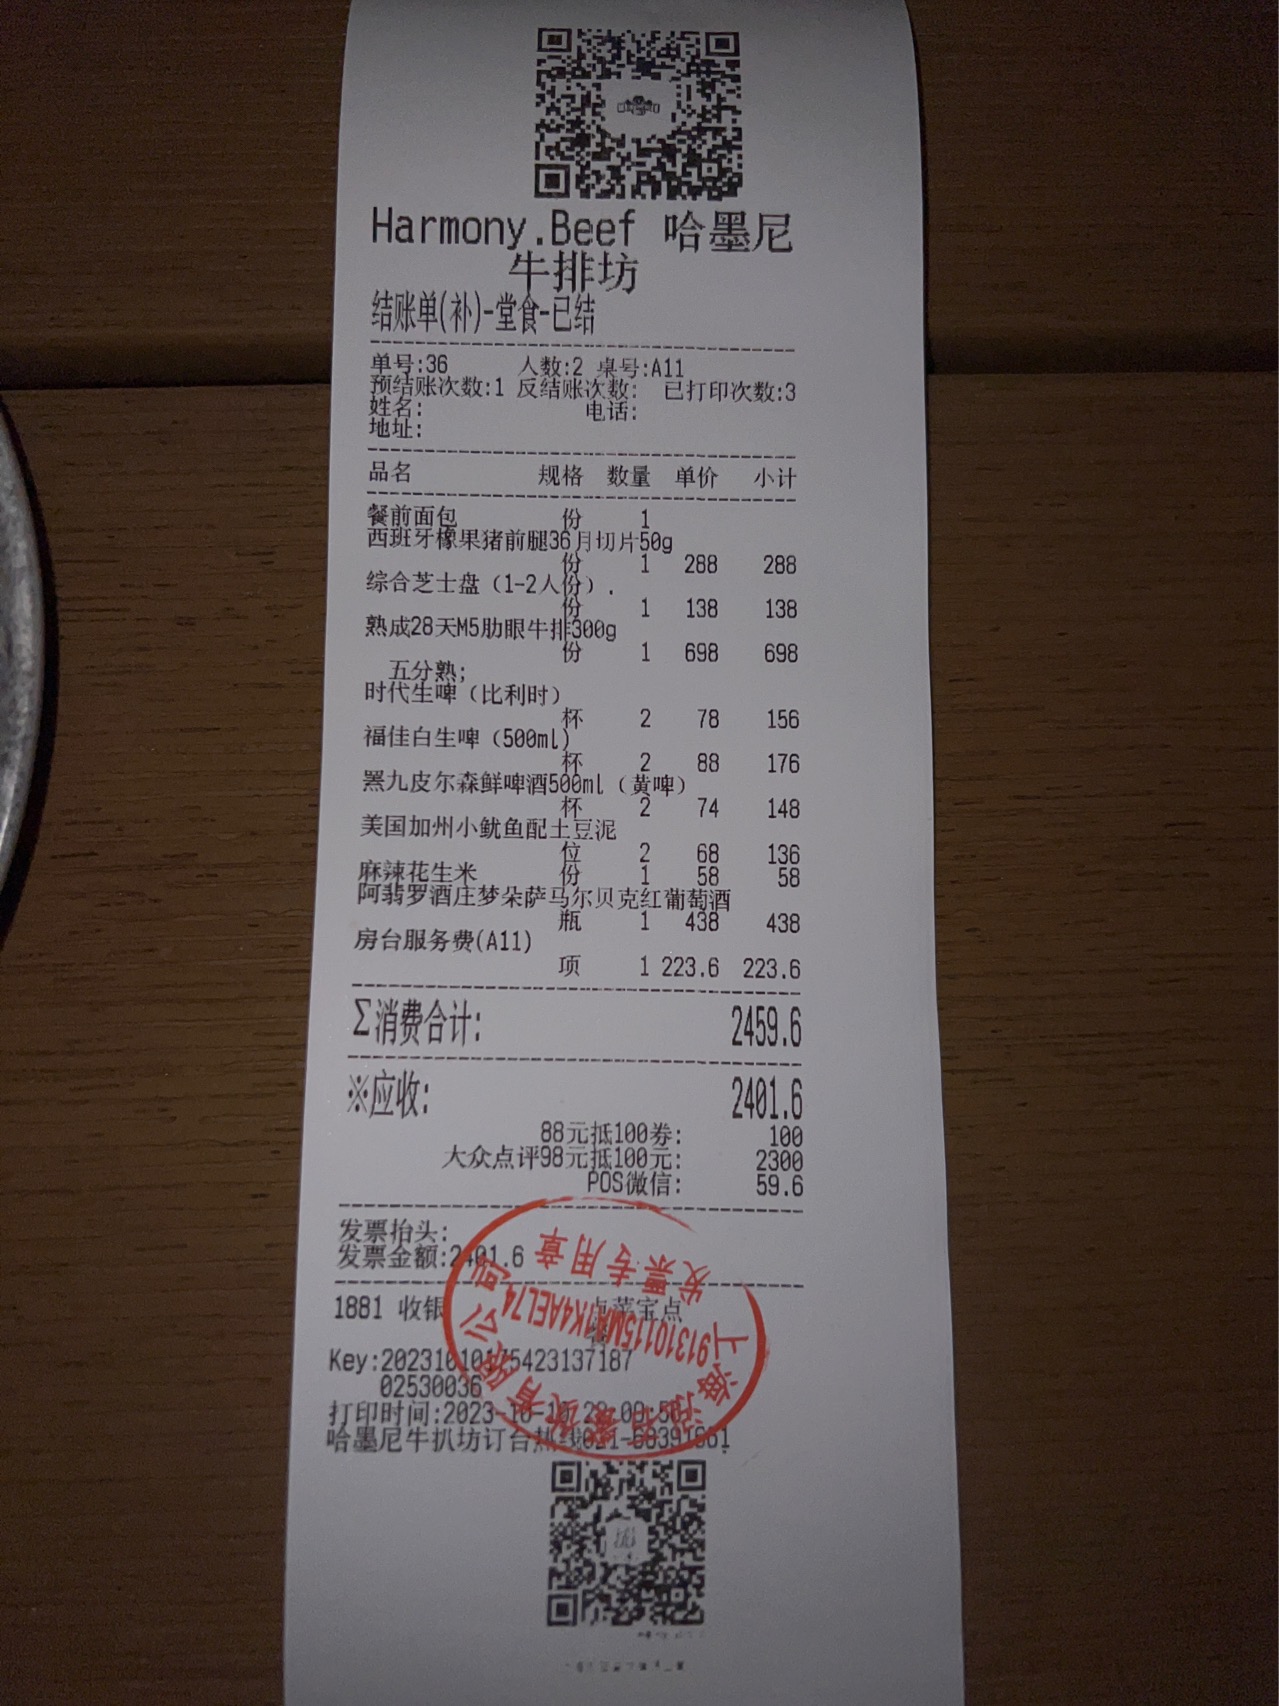 Harmony.Beef 哈墨尼
牛排坊
结账单(补)-堂食-已结
单号:36 人数:2 桌号:A11
预结账次数:1 反结账次数: 已打印次数:3
姓名: 电话:
地址:
品名 规格 数量 单价 小计
餐前面包 份 1
西班牙橡果猪前腿36月切片50g
份 1 288 288
综合芝士盘（1-2人份）.
份 1 138 138
熟成28天M5肋眼牛排300g
份 1 698 698
五分熟;
时代生啤（比利时）
杯 2 78 156
福佳白生啤（500ml）
杯 2 88 176
黑九皮尔森鲜啤酒500ml（黄啤）
杯 2 74 148
美国加州小鱿鱼配土豆泥
位 2 68 136
麻辣花生米 份 1 58 58
阿翡罗酒庄梦朵萨马尔贝克红葡萄酒
瓶 1 438 438
房台服务费(A11)
项 1 223.6 223.6
Σ消费合计: 2459.6
※应收: 2401.6
88元抵100券: 100
大众点评98元抵100元: 2300
POS微信: 59.6
发票抬头:
发票金额:2401.6
1881 收银 点菜宝点
餐
02530036
打印时间:2023-10-10
哈墨尼牛扒坊订台热线
发票专用章